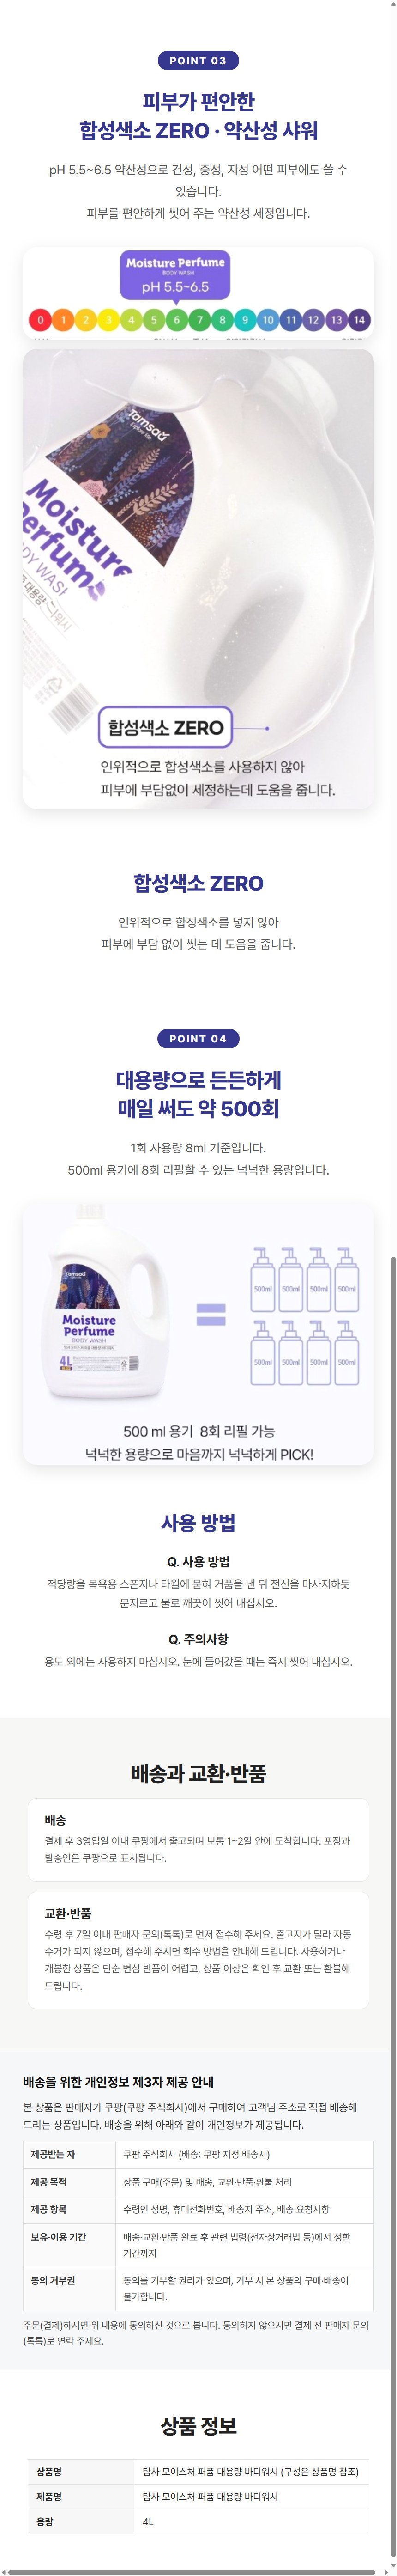 POINT 03
피부가 편안한
합성색소 ZERO · 약산성 샤워
pH 5.5~6.5 약산성으로 건성, 중성, 지성 어떤 피부에도 쓸 수
있습니다.
피부를 편안하게 씻어 주는 약산성 세정입니다.
Moisture Perfume
BODY WASH
pH 5.5~6.5
0 1 2 3 4 5 6 7 8 9 10 11 12 13 14
Tamsaa
Explore life.
Moisture
Perfume
BODY WASH
합성색소 ZERO
인위적으로 합성색소를 사용하지 않아
피부에 부담없이 세정하는데 도움을 줍니다.
합성색소 ZERO
인위적으로 합성색소를 넣지 않아
피부에 부담 없이 씻는 데 도움을 줍니다.
POINT 04
대용량으로 든든하게
매일 써도 약 500회
1회 사용량 8ml 기준입니다.
500ml 용기에 8회 리필할 수 있는 넉넉한 용량입니다.
Tamsaa
Moisture
Perfume
BODY WASH
4L
=
500ml 500ml 500ml 500ml
500ml 500ml 500ml 500ml
500 ml 용기 8회 리필 가능
넉넉한 용량으로 마음까지 넉넉하게 PICK!
사용 방법
Q. 사용 방법
적당량을 목욕용 스폰지나 타월에 묻혀 거품을 낸 뒤 전신을 마사지하듯
문지르고 물로 깨끗이 씻어 내십시오.
Q. 주의사항
용도 외에는 사용하지 마십시오. 눈에 들어갔을 때는 즉시 씻어 내십시오.
배송과 교환·반품
배송
결제 후 3영업일 이내 쿠팡에서 출고되며 보통 1~2일 안에 도착합니다. 포장과
발송인은 쿠팡으로 표시됩니다.
교환·반품
수령 후 7일 이내 판매자 문의(톡톡)로 먼저 접수해 주세요. 출고지가 달라 자동
수거가 되지 않으며, 접수해 주시면 회수 방법을 안내해 드립니다. 사용하거나
개봉한 상품은 단순 변심 반품이 어렵고, 상품 이상은 확인 후 교환 또는 환불해
드립니다.
배송을 위한 개인정보 제3자 제공 안내
본 상품은 판매자가 쿠팡(쿠팡 주식회사)에서 구매하여 고객님 주소로 직접 배송해
드리는 상품입니다. 배송을 위해 아래와 같이 개인정보가 제공됩니다.
제공받는 자 쿠팡 주식회사 (배송: 쿠팡 지정 배송사)
제공 목적 상품 구매(주문) 및 배송, 교환·반품·환불 처리
제공 항목 수령인 성명, 휴대전화번호, 배송지 주소, 배송 요청사항
보유·이용 기간 배송·교환·반품 완료 후 관련 법령(전자상거래법 등)에서 정한
기간까지
동의 거부권 동의를 거부할 권리가 있으며, 거부 시 본 상품의 구매·배송이
불가합니다.
주문(결제)하시면 위 내용에 동의하신 것으로 봅니다. 동의하지 않으시면 결제 전 판매자 문의
(톡톡)로 연락 주세요.
상품 정보
상품명 탐사 모이스처 퍼퓸 대용량 바디워시 (구성은 상품명 참조)
제품명 탐사 모이스처 퍼퓸 대용량 바디워시
용량 4L